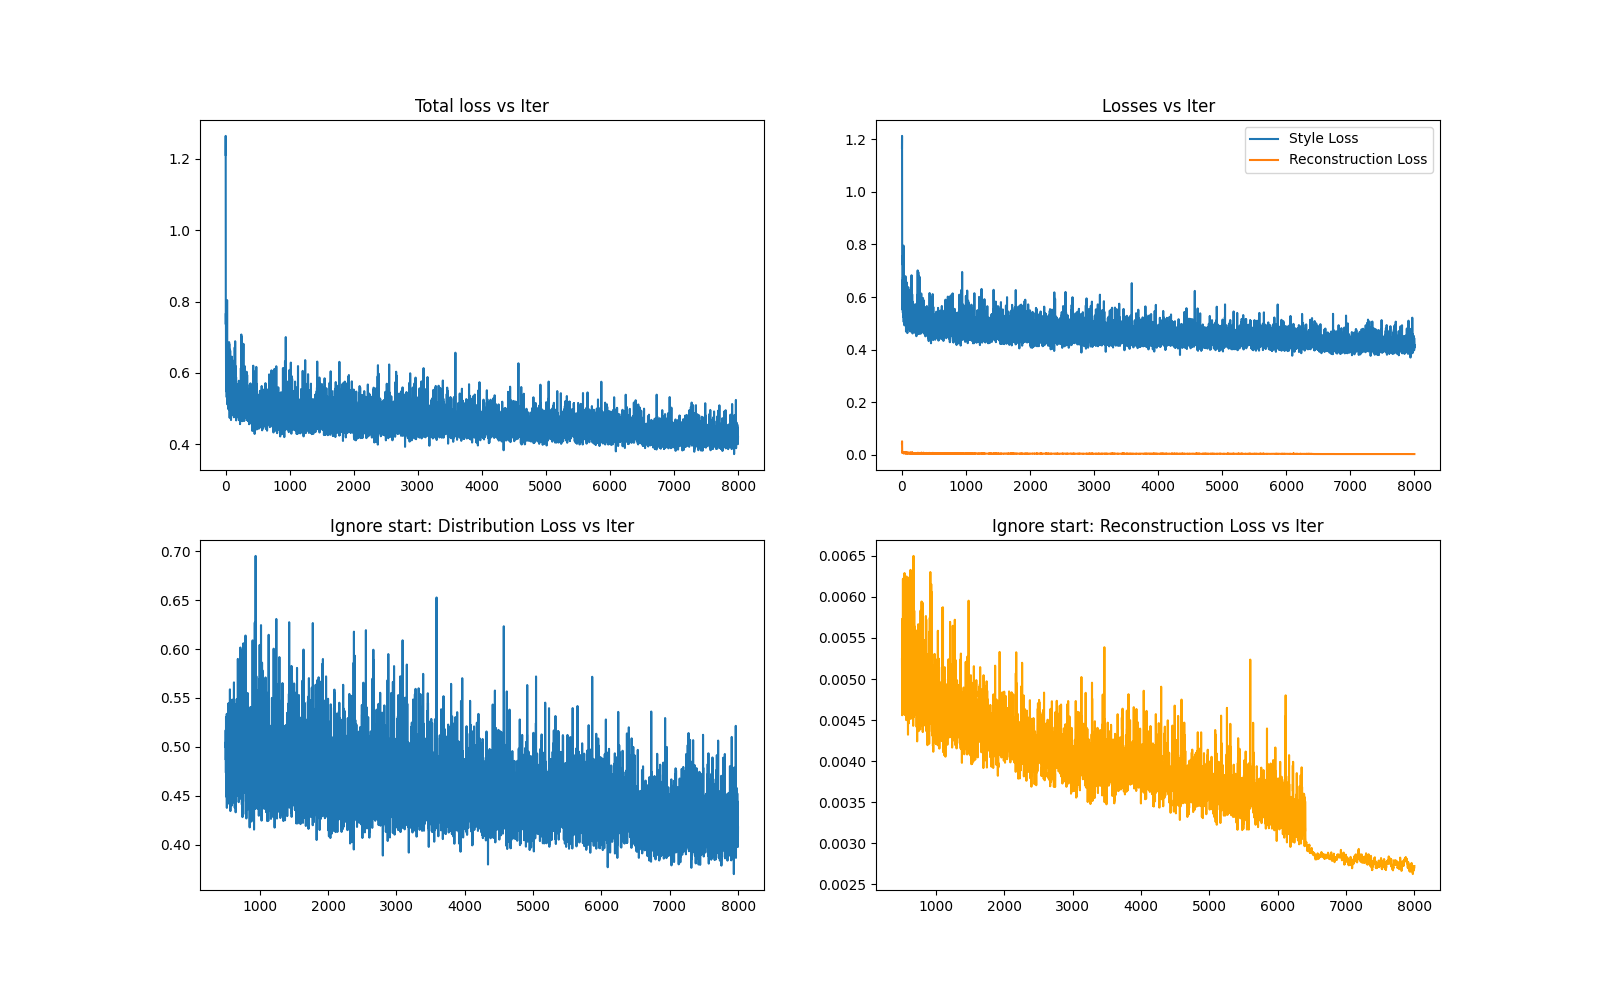 Total loss vs Iter
1.2
1.0
0.8
0.6
0.4
0 1000 2000 3000 4000 5000 6000 7000 8000
Losses vs Iter
Style Loss
Reconstruction Loss
1.2
1.0
0.8
0.6
0.4
0.2
0.0
0 1000 2000 3000 4000 5000 6000 7000 8000
Ignore start: Distribution Loss vs Iter
0.70
0.65
0.60
0.55
0.50
0.45
0.40
1000 2000 3000 4000 5000 6000 7000 8000
Ignore start: Reconstruction Loss vs Iter
0.0065
0.0060
0.0055
0.0050
0.0045
0.0040
0.0035
0.0030
0.0025
1000 2000 3000 4000 5000 6000 7000 8000